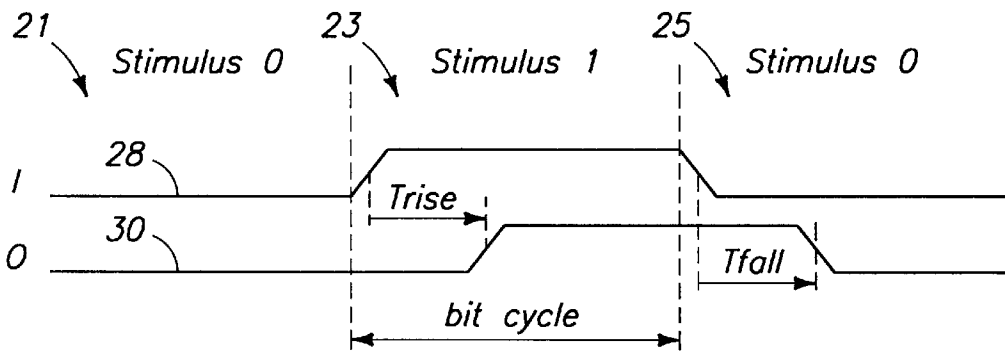 21
23
25
Stimulus 0
Stimulus 1
Stimulus 0
28
I
Trise
30
O
Tfall
bit cycle